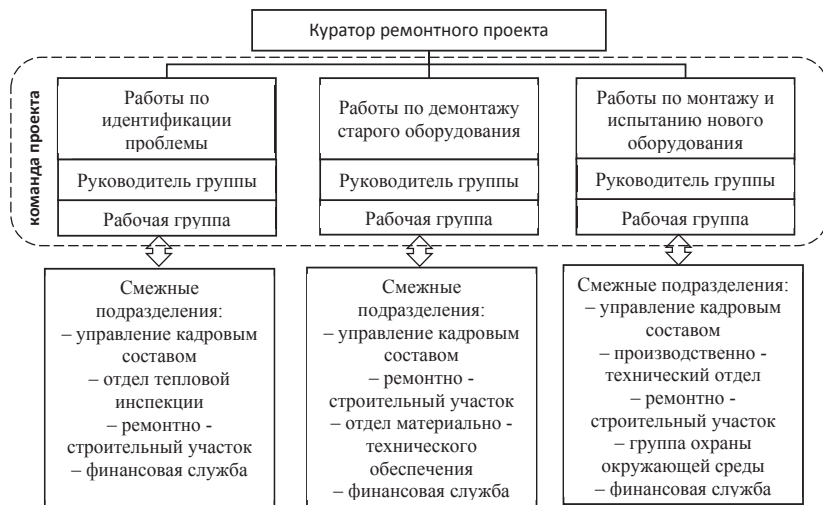 Куратор ремонтного проекта
команда проекта
Работы по
идентификации
проблемы
Руководитель группы
Рабочая группа
Работы по демонтажу
старого оборудования
Руководитель группы
Рабочая группа
Работы по монтажу и
испытанию нового
оборудования
Руководитель группы
Рабочая группа
Смежные
подразделения:
– управление кадровым
составом
– отдел тепловой
инспекции
– ремонтно -
строительный участок
– финансовая служба
Смежные
подразделения:
– управление кадровым
составом
– ремонтно -
строительный участок
– отдел материально -
технического
обеспечения
– финансовая служба
Смежные подразделения:
– управление кадровым
составом
– производственно -
технический отдел
– ремонтно -
строительный участок
– группа охраны
окружающей среды
– финансовая служба